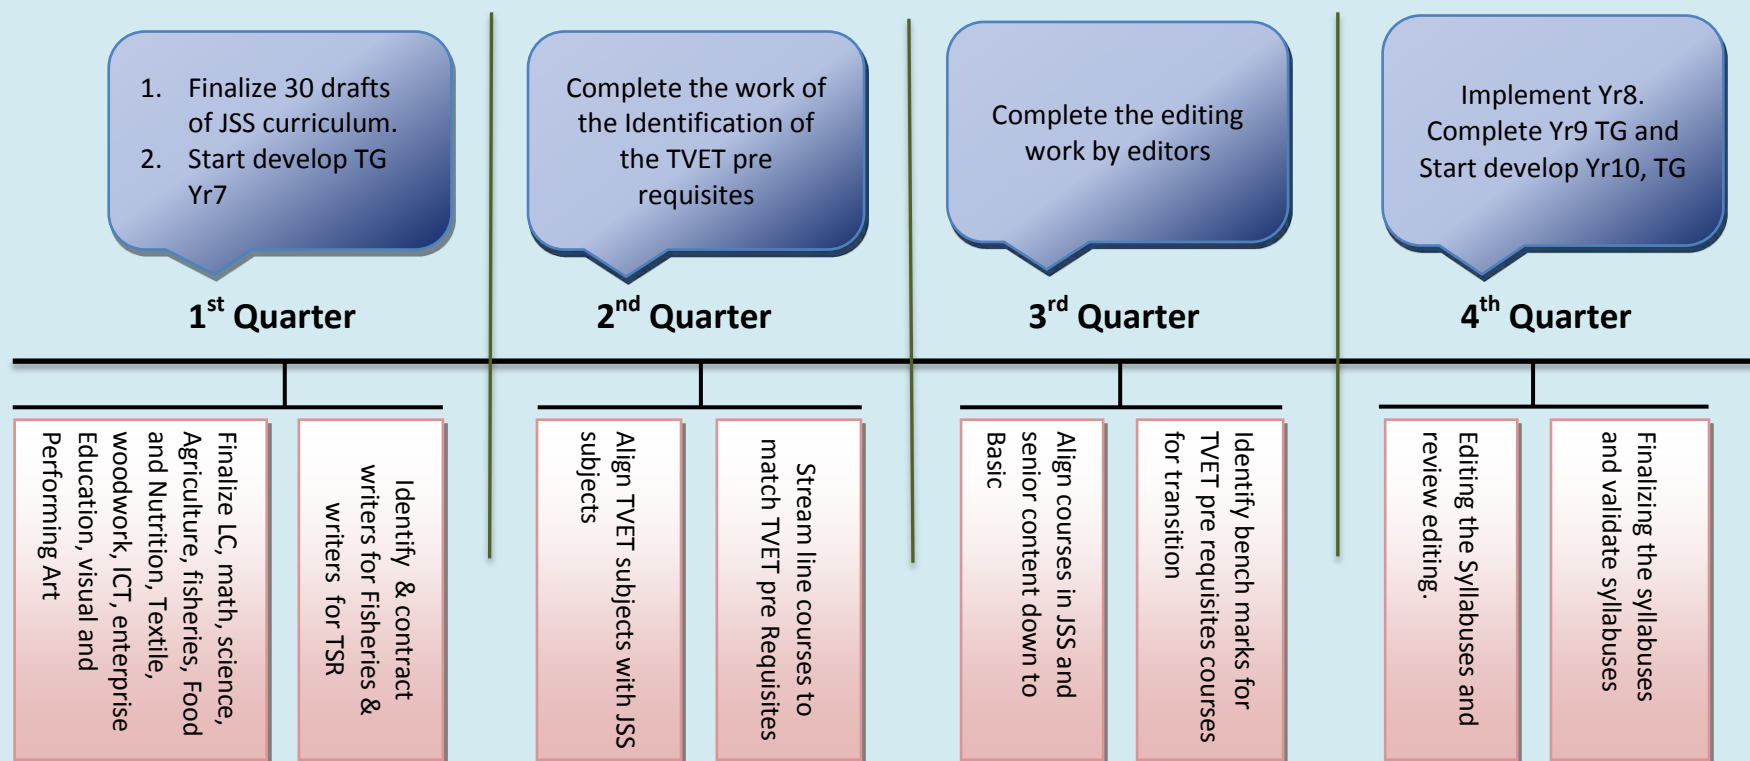 1. Finalize 30 drafts
of JSS curriculum.
2. Start develop TG
Yr7
Complete the work of
the Identification of
the TVET pre
requisites
Complete the editing
work by editors
Implement Yr8.
Complete Yr9 TG and
Start develop Yr10, TG
1st Quarter
2nd Quarter
3rd Quarter
4th Quarter
Finalize LC, math, science,
Agriculture, fisheries, Food
and Nutrition, Textile,
woodwork, ICT, enterprise
Education, visual and
Performing Art
Identify & contract
writers for Fisheries &
writers for TSR
Align TVET subjects with JSS
subjects
Stream line courses to
match TVET pre Requisites
Align courses in JSS and
senior content down to
Basic
Identify bench marks for
TVET pre requisites courses
for transition
Editing the Syllabuses and
review editing.
Finalizing the syllabuses
and validate syllabuses